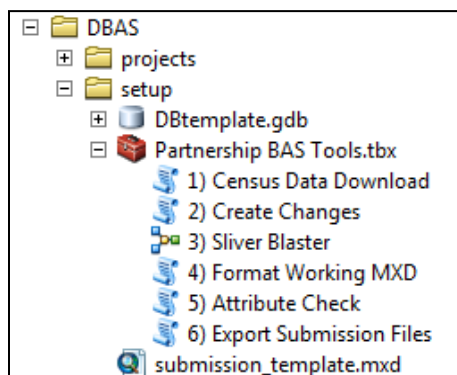 DBAS
projects
setup
DBtemplate.gdb
Partnership BAS Tools.tbx
1) Census Data Download
2) Create Changes
3) Sliver Blaster
4) Format Working MXD
5) Attribute Check
6) Export Submission Files
submission_template.mxd